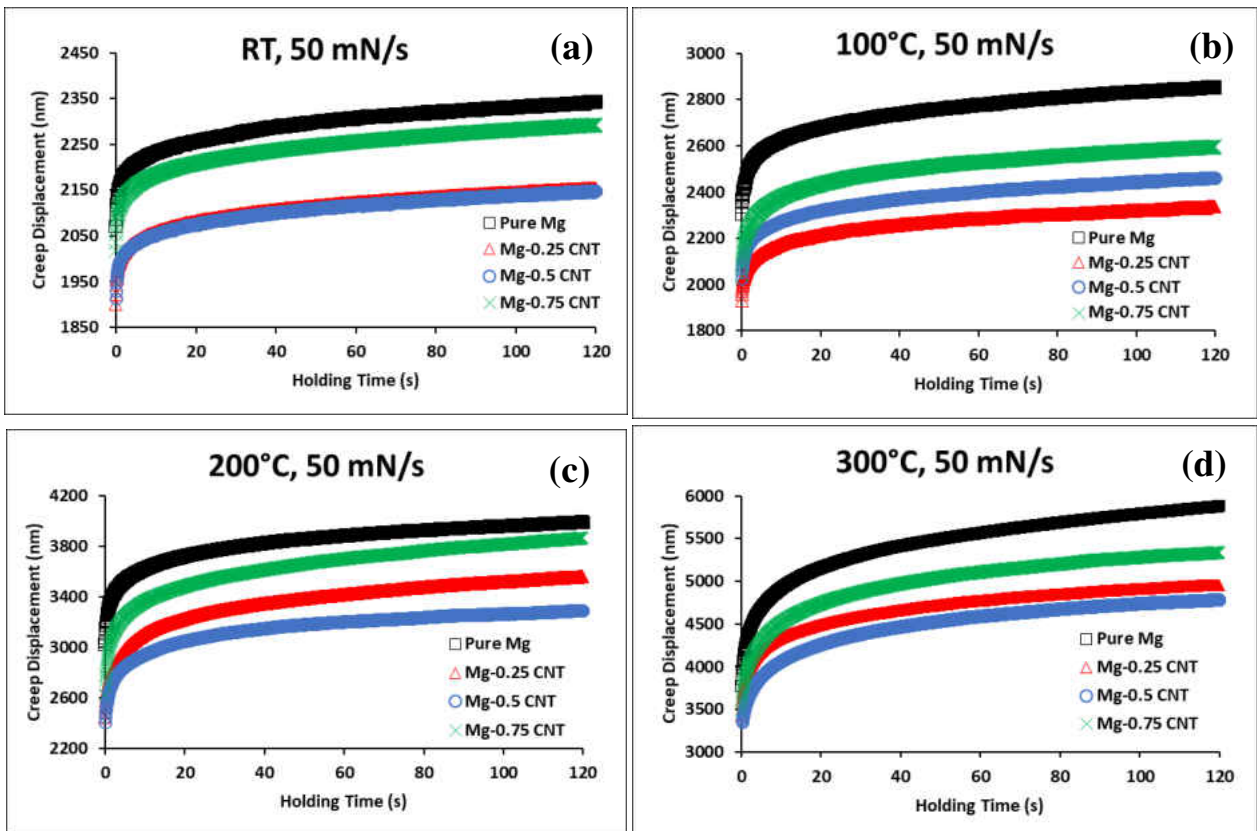 RT, 50 mN/s
(a)
Creep Displacement (nm)
2450
2350
2250
2150
2050
1950
1850
Pure Mg
Mg-0.25 CNT
Mg-0.5 CNT
Mg-0.75 CNT
0 20 40 60 80 100 120
Holding Time (s)
100°C, 50 mN/s
(b)
Creep Displacement (nm)
3000
2800
2600
2400
2200
2000
1800
Pure Mg
Mg-0.25 CNT
Mg-0.5 CNT
Mg-0.75 CNT
0 20 40 60 80 100 120
Holding Time (s)
200°C, 50 mN/s
(c)
Creep Displacement (nm)
4200
3800
3400
3000
2600
2200
Pure Mg
Mg-0.25 CNT
Mg-0.5 CNT
Mg-0.75 CNT
0 20 40 60 80 100 120
Holding Time (s)
300°C, 50 mN/s
(d)
Creep Displacement (nm)
6000
5500
5000
4500
4000
3500
3000
Pure Mg
Mg-0.25 CNT
Mg-0.5 CNT
Mg-0.75 CNT
0 20 40 60 80 100 120
Holding Time (s)